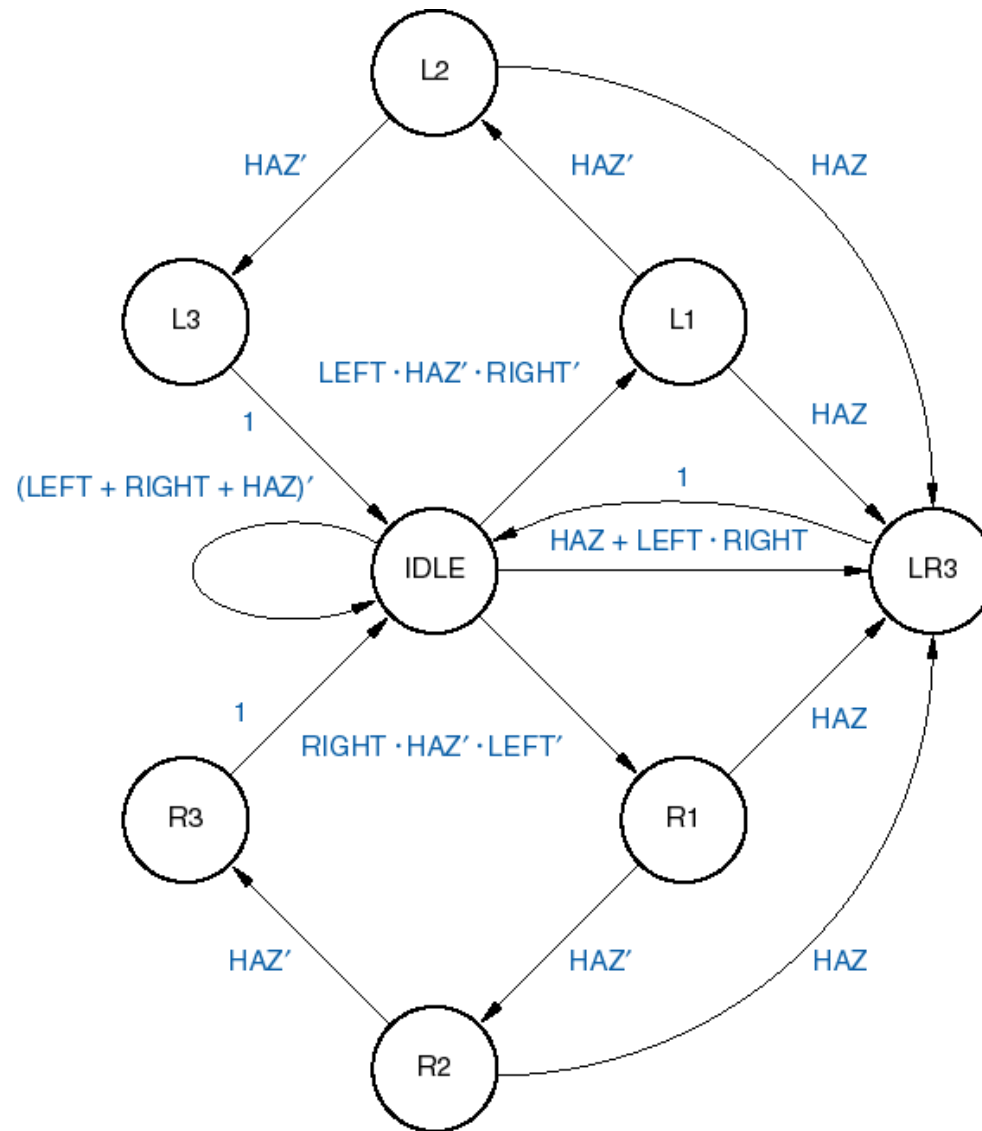 L2
HAZ′
HAZ′
HAZ
L3
L1
LEFT · HAZ′ · RIGHT′
1
HAZ
(LEFT + RIGHT + HAZ)′
1
HAZ + LEFT · RIGHT
IDLE
LR3
1
RIGHT · HAZ′ · LEFT′
HAZ
R3
R1
HAZ′
HAZ′
HAZ
R2